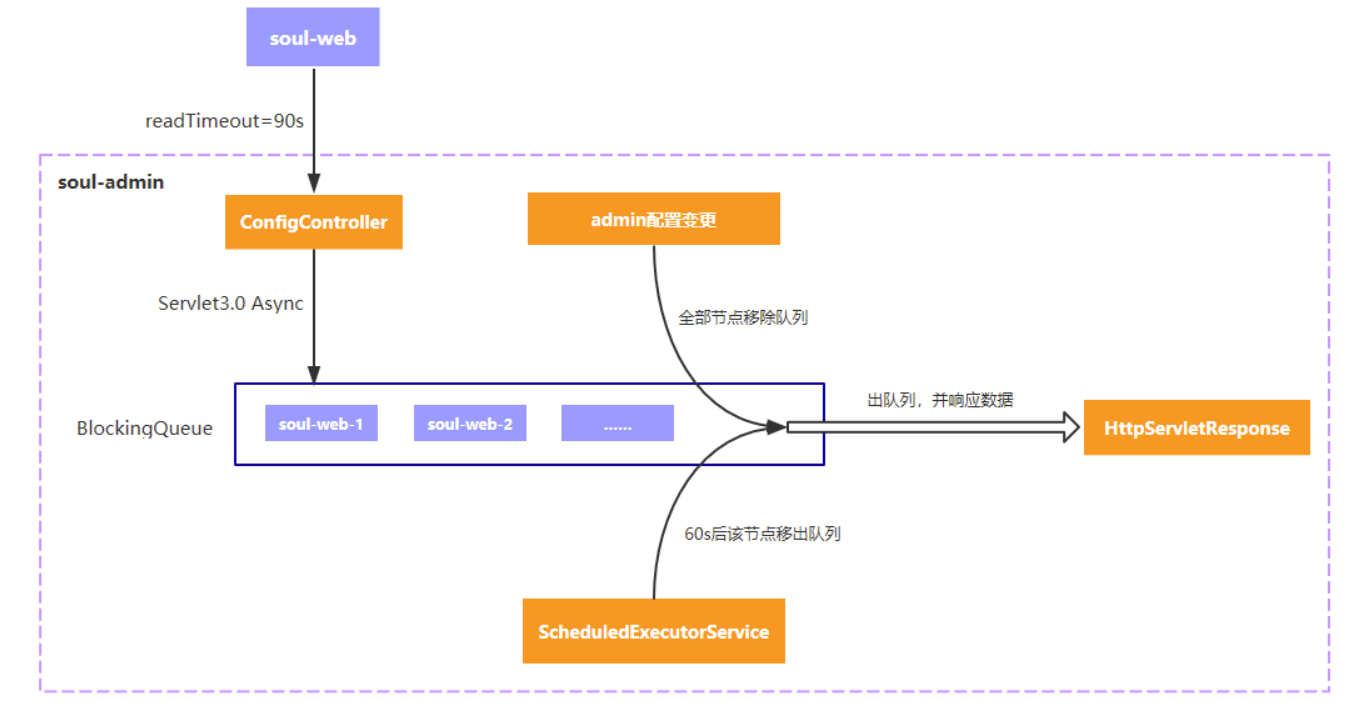 soul-web
readTimeout=90s
soul-admin
ConfigController
admin配置变更
Servlet3.0 Async
全部节点移除队列
BlockingQueue
soul-web-1
soul-web-2
......
出队列，并响应数据
HttpServletResponse
60s后该节点移出队列
ScheduledExecutorService